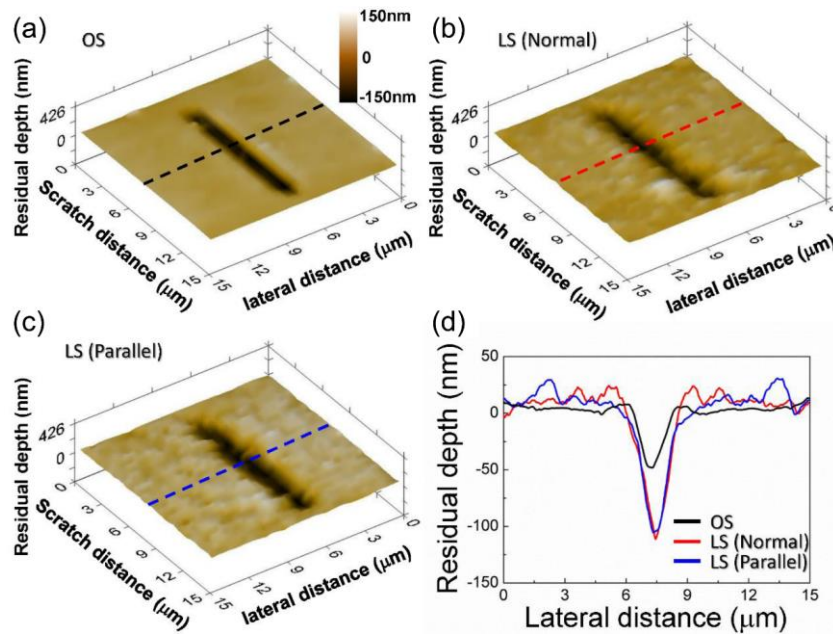 (a)
OS
150nm
0
-150nm
Residual depth (nm)
426
0
0
3
6
9
12
15
Scratch distance (μm)
15
12
9
6
3
0
lateral distance (μm)
(b)
LS (Normal)
Residual depth (nm)
426
0
0
3
6
9
12
15
Scratch distance (μm)
15
12
9
6
3
0
lateral distance (μm)
(c)
LS (Parallel)
Residual depth (nm)
426
0
0
3
6
9
12
15
Scratch distance (μm)
15
12
9
6
3
0
lateral distance (μm)
(d)
Residual depth (nm)
50
0
-50
-100
-150
OS
LS (Normal)
LS (Parallel)
0 3 6 9 12 15
Lateral distance (μm)